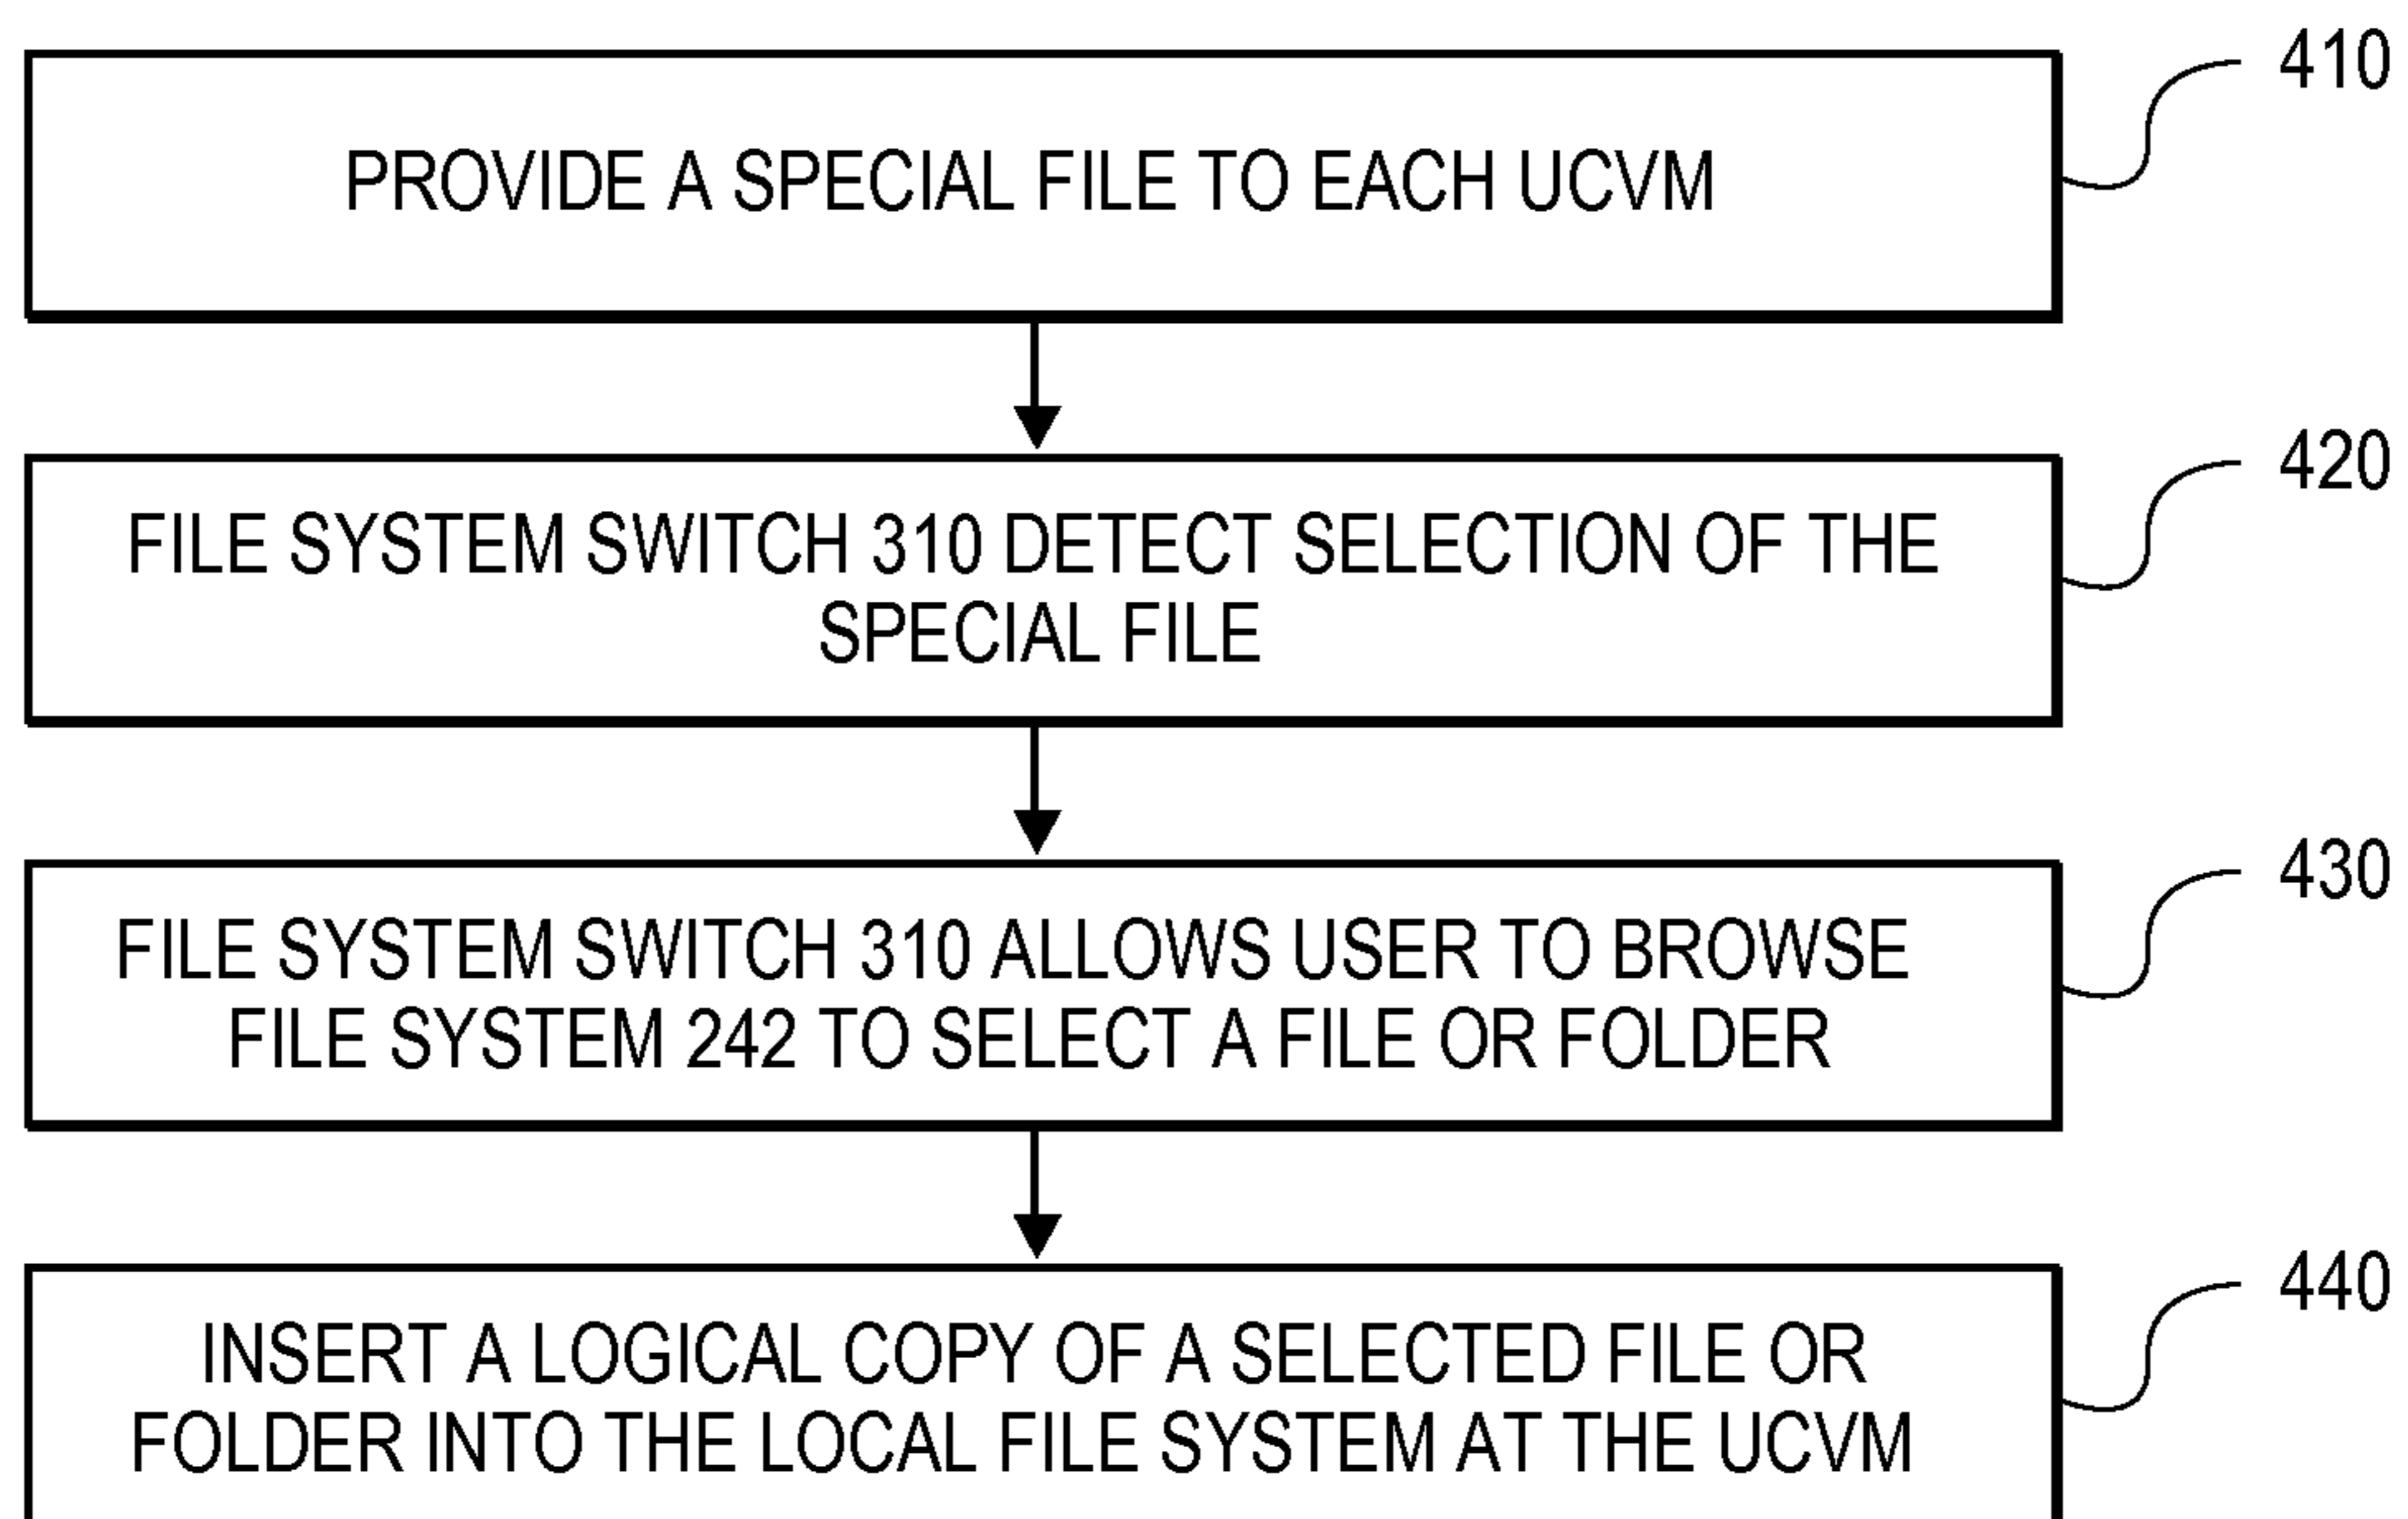 410
PROVIDE A SPECIAL FILE TO EACH UCVM
420
FILE SYSTEM SWITCH 310 DETECT SELECTION OF THE
SPECIAL FILE
430
FILE SYSTEM SWITCH 310 ALLOWS USER TO BROWSE
FILE SYSTEM 242 TO SELECT A FILE OR FOLDER
440
INSERT A LOGICAL COPY OF A SELECTED FILE OR
FOLDER INTO THE LOCAL FILE SYSTEM AT THE UCVM